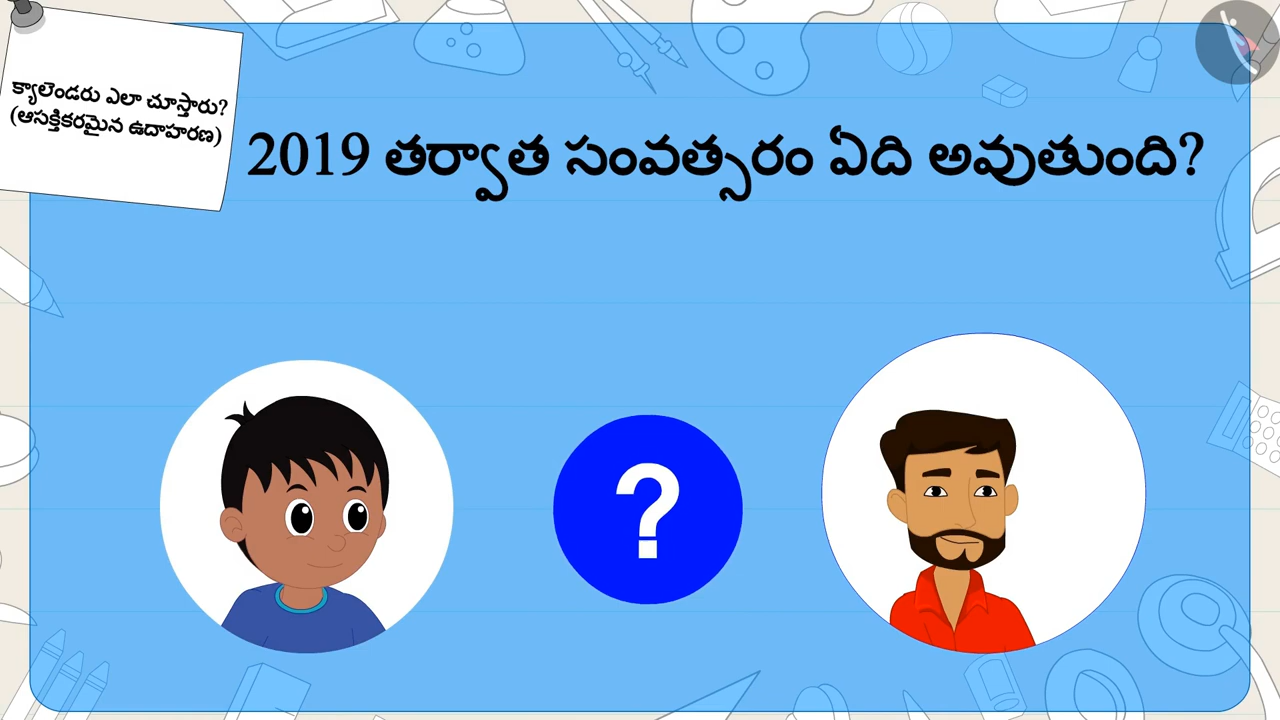 క్యాలెండరు ఎలా చూస్తారు?
(ఆసక్తికరమైన ఉదాహరణ)
2019 తర్వాత సంవత్సరం ఏది అవుతుంది?
?